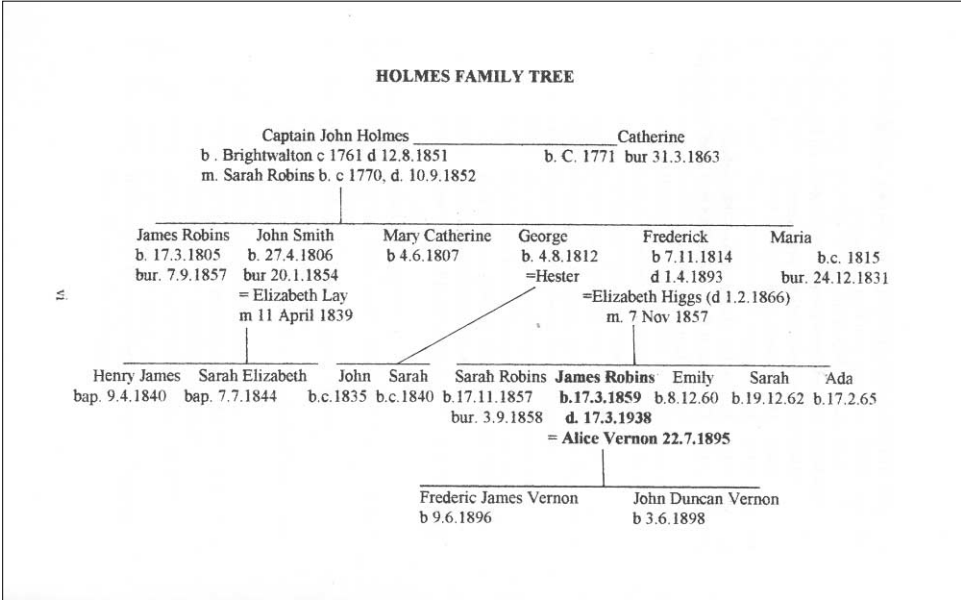 HOLMES FAMILY TREE
Captain John Holmes Catherine
b . Brightwalton c 1761 d 12.8.1851 b. C. 1771 bur 31.3.1863
m. Sarah Robins b. c 1770, d. 10.9.1852
James Robins John Smith Mary Catherine George Frederick Maria
b. 17.3.1805 b. 27.4.1806 b 4.6.1807 b. 4.8.1812 b 7.11.1814 b.c. 1815
bur. 7.9.1857 bur 20.1.1854 =Hester d 1.4.1893 bur. 24.12.1831
= Elizabeth Lay =Elizabeth Higgs (d 1.2.1866)
m 11 April 1839 m. 7 Nov 1857
Henry James Sarah Elizabeth John Sarah Sarah Robins James Robins Emily Sarah Ada
bap. 9.4.1840 bap. 7.7.1844 b.c.1835 b.c.1840 b.17.11.1857 b.17.3.1859 b.8.12.60 b.19.12.62 b.17.2.65
bur. 3.9.1858 d. 17.3.1938
= Alice Vernon 22.7.1895
Frederic James Vernon John Duncan Vernon
b 9.6.1896 b 3.6.1898